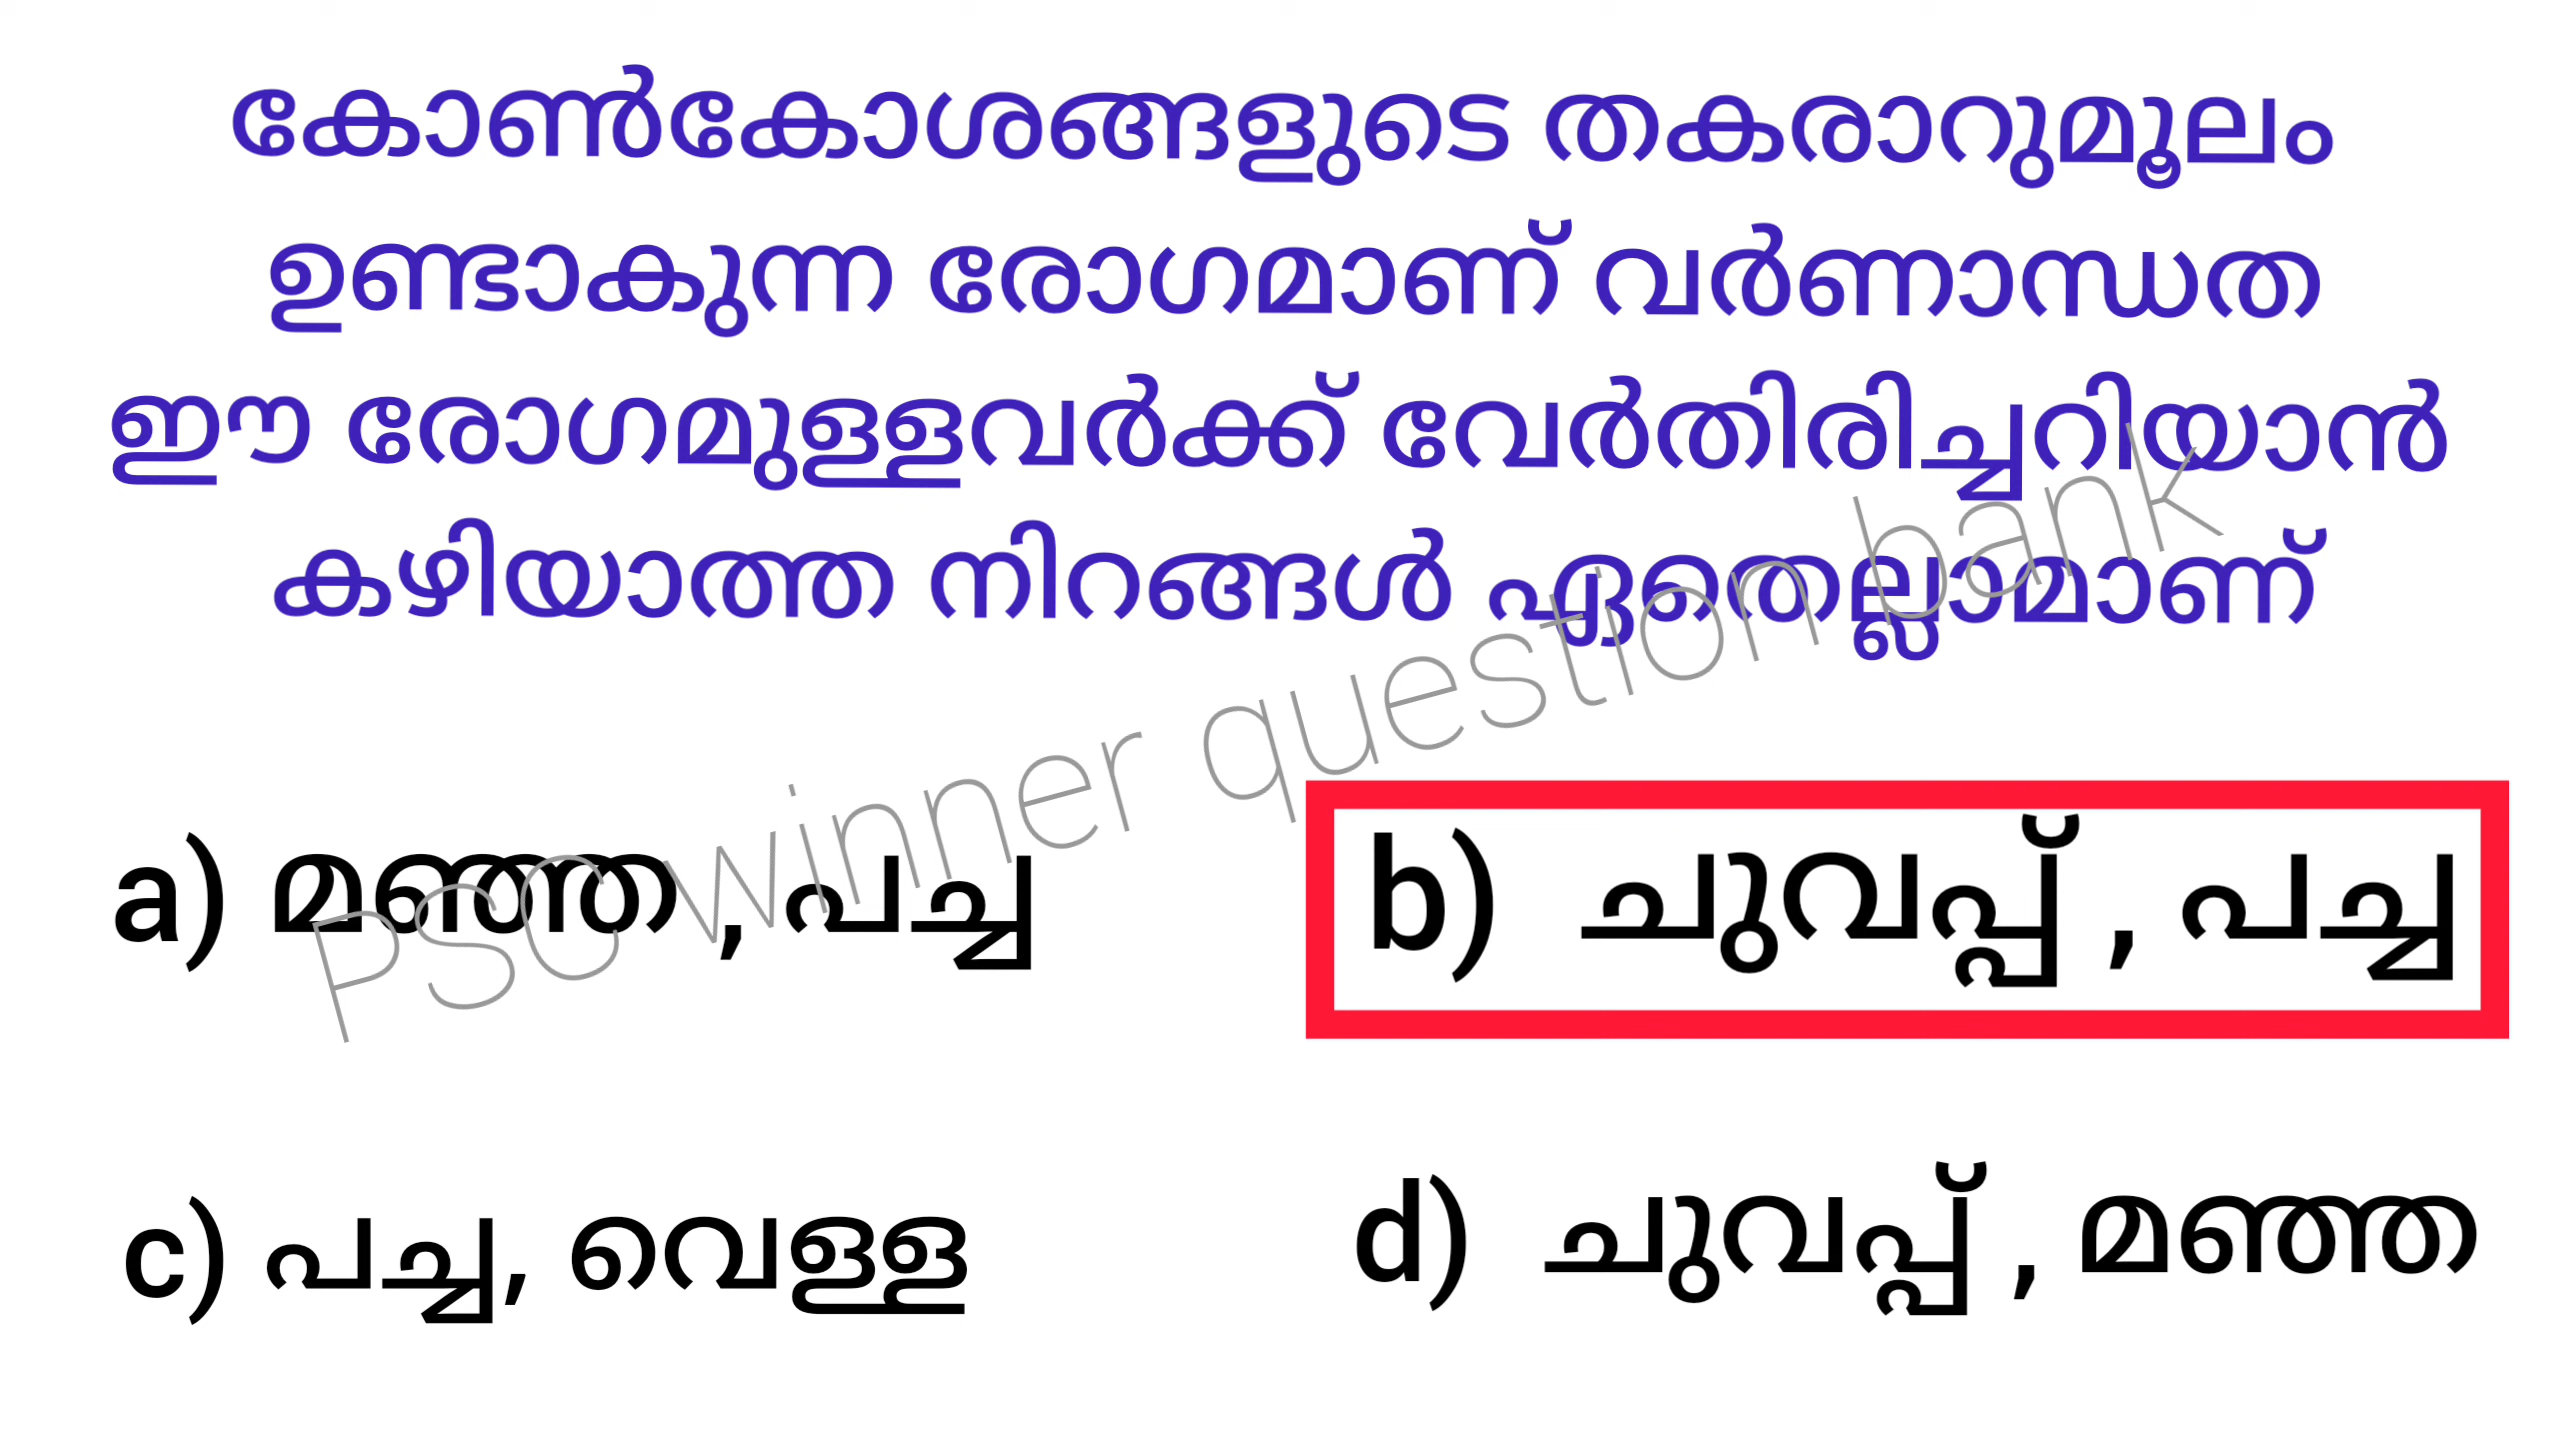 കോൺകോശങ്ങളുടെ തകരാറുമൂലം
ഉണ്ടാകുന്ന രോഗമാണ് വർണാന്ധത
ഈ രോഗമുള്ളവർക്ക് വേർതിരിച്ചറിയാൻ
കഴിയാത്ത നിറങ്ങൾ ഏതെല്ലാമാണ്
PSC winner question bank
a) മഞ്ഞ , പച്ച
b) ചുവപ്പ് , പച്ച
c) പച്ച, വെള്ള
d) ചുവപ്പ് , മഞ്ഞ